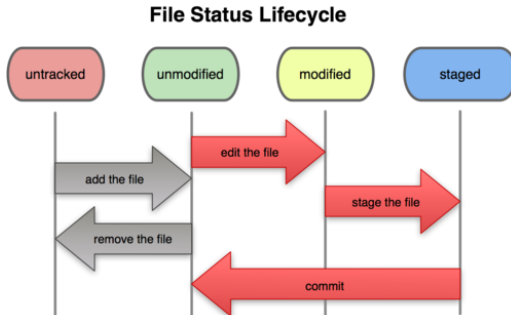 File Status Lifecycle
untracked
unmodified
modified
staged
edit the file
add the file
stage the file
remove the file
commit